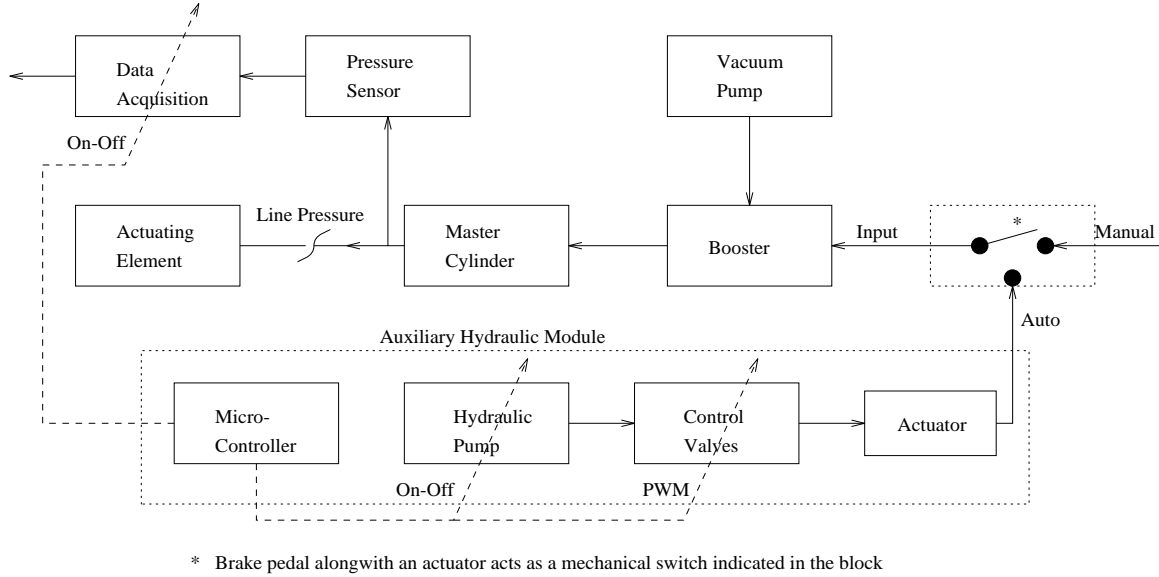 Data
Acquisition
Pressure
Sensor
Vacuum
Pump
On-Off
Line Pressure
Actuating
Element
Master
Cylinder
Booster
Input
*
Manual
Auto
Auxiliary Hydraulic Module
Micro-
Controller
Hydraulic
Pump
Control
Valves
Actuator
On-Off
PWM
* Brake pedal alongwith an actuator acts as a mechanical switch indicated in the block